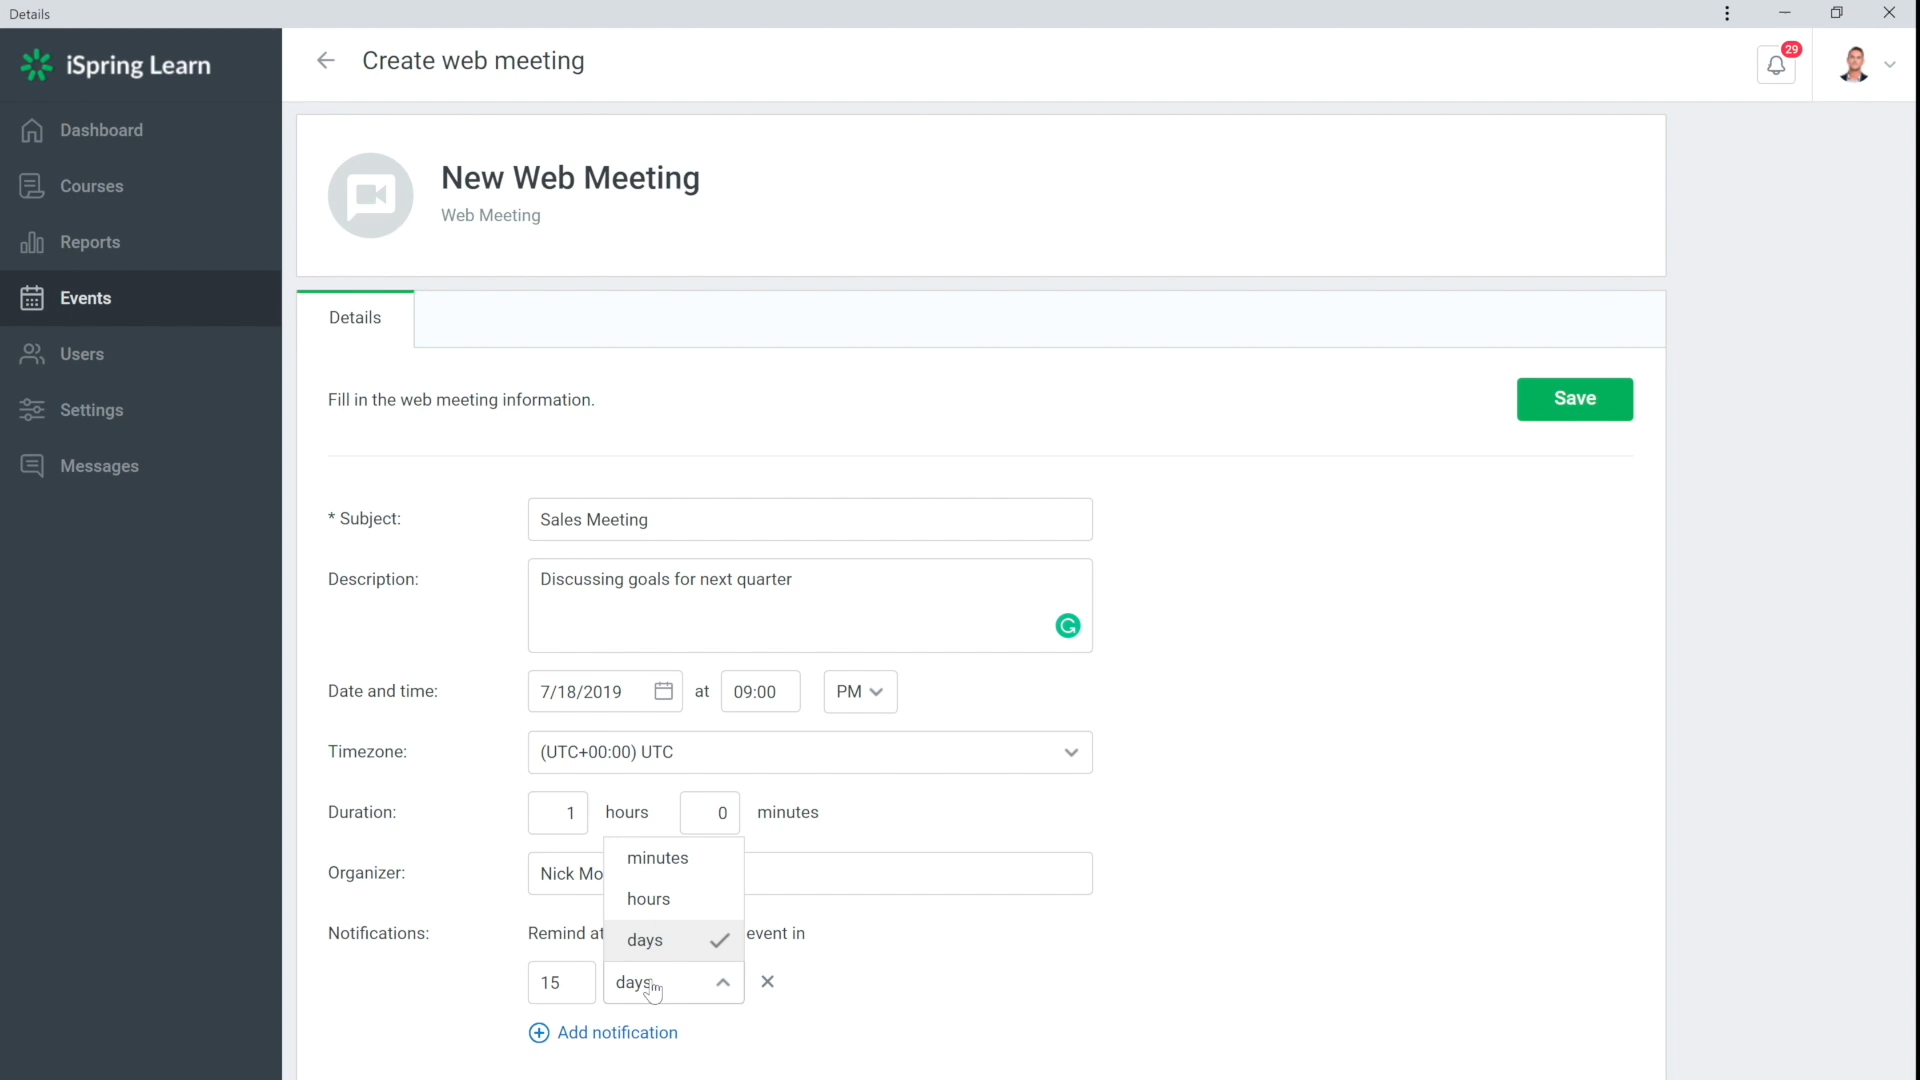 Details
iSpring Learn
Create web meeting
29
Dashboard
Courses
Reports
Events
Users
Settings
Messages
New Web Meeting
Web Meeting
Details
Fill in the web meeting information.
Save
* Subject:
Sales Meeting
Description:
Discussing goals for next quarter
Date and time:
7/18/2019
at
09:00
PM
Timezone:
(UTC+00:00) UTC
Duration:
1
hours
0
minutes
Organizer:
Nick Mo
minutes
hours
days
Notifications:
Remind at
event in
15
days
Add notification